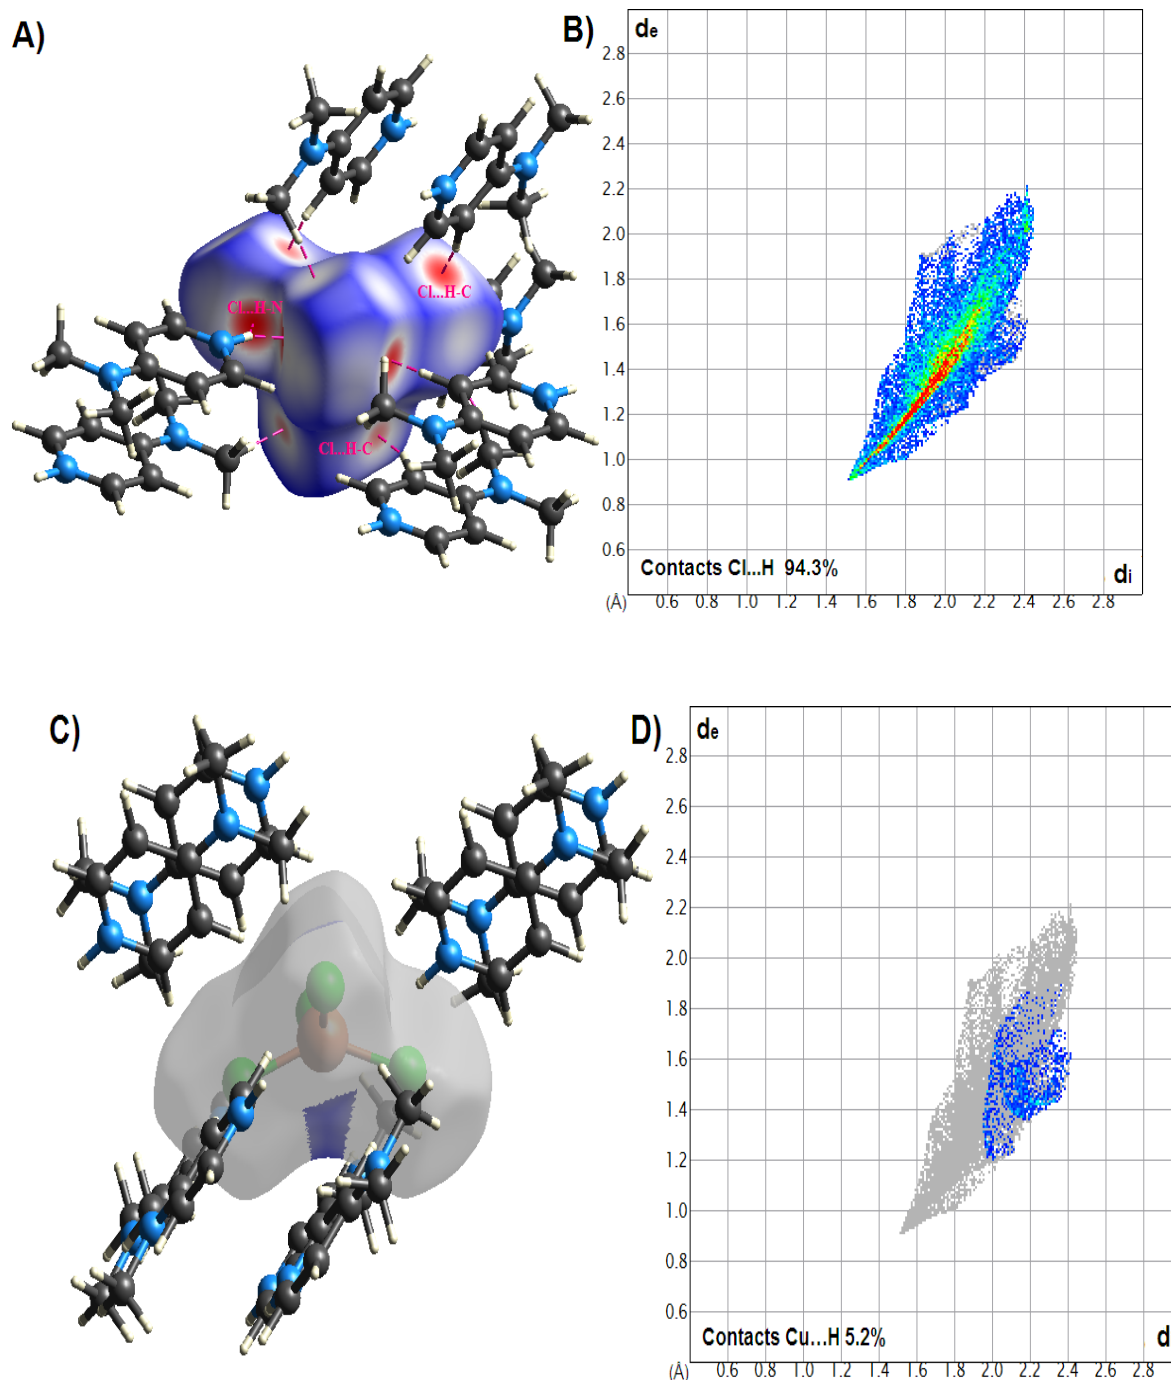 A)
Cl...H-N
Cl...H-C
Cl...H-C
B)
de
2.8
2.6
2.4
2.2
2.0
1.8
1.6
1.4
1.2
1.0
0.8
0.6
Contacts Cl...H 94.3%
di
(Å) 0.6 0.8 1.0 1.2 1.4 1.6 1.8 2.0 2.2 2.4 2.6 2.8
C)
D)
de
2.8
2.6
2.4
2.2
2.0
1.8
1.6
1.4
1.2
1.0
0.8
0.6
Contacts Cu...H 5.2%
d
(Å) 0.6 0.8 1.0 1.2 1.4 1.6 1.8 2.0 2.2 2.4 2.6 2.8